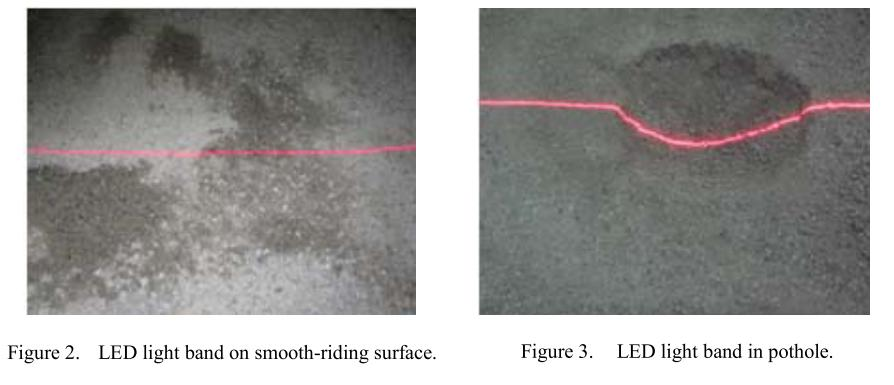 Figure 2. LED light band on smooth-riding surface.
Figure 3. LED light band in pothole.